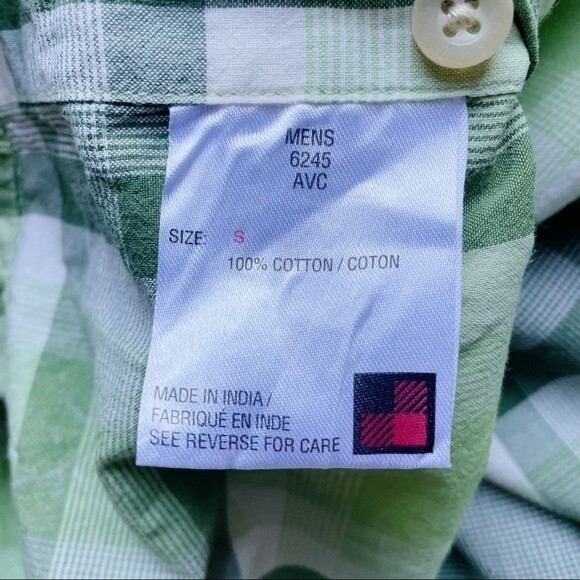 MENS
6245
AVC
SIZE: S
100% COTTON / COTON
MADE IN INDIA /
FABRIQUÉ EN INDE
SEE REVERSE FOR CARE